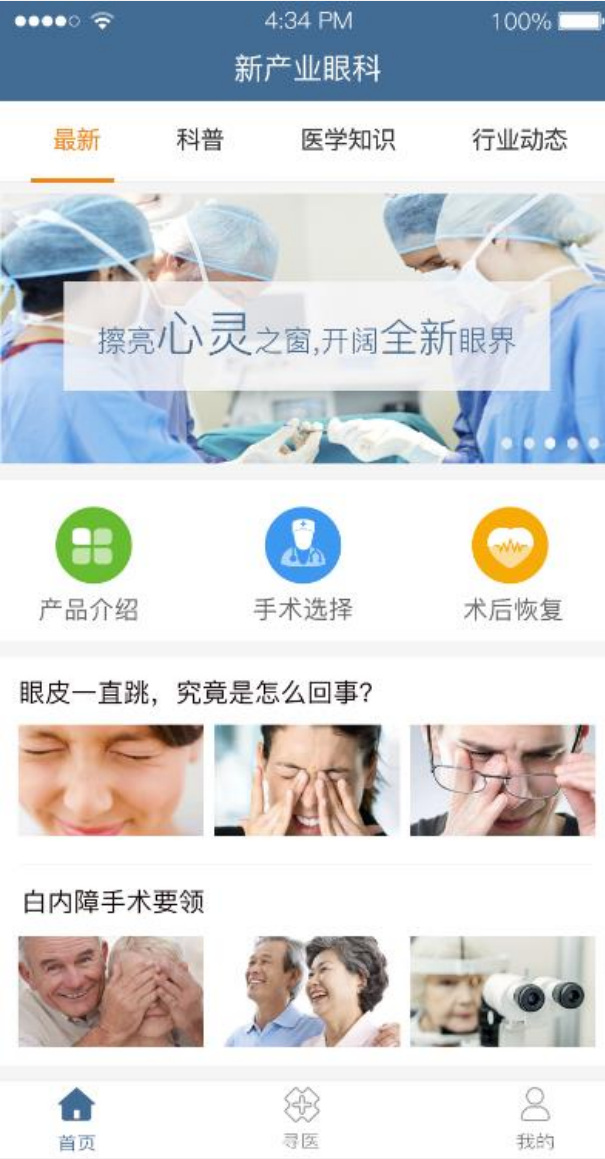 4:34 PM
100%
新产业眼科
最新 科普 医学知识 行业动态
擦亮心灵之窗,开阔全新眼界
产品介绍 手术选择 术后恢复
眼皮一直跳，究竟是怎么回事?
白内障手术要领
首页 寻医 我的